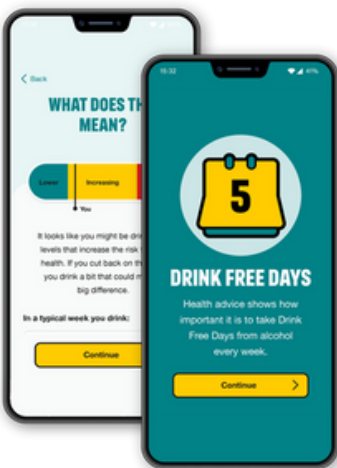 Back
WHAT DOES TH
MEAN?
Lower Increasing
You
It looks like you might be dri
levels that increase the risk
health. If you cut back on th
you drink a bit that could m
big difference.
In a typical week you drink:
Continue
15:32 41%
5
DRINK FREE DAYS
Health advice shows how
important it is to take Drink
Free Days from alcohol
every week.
Continue